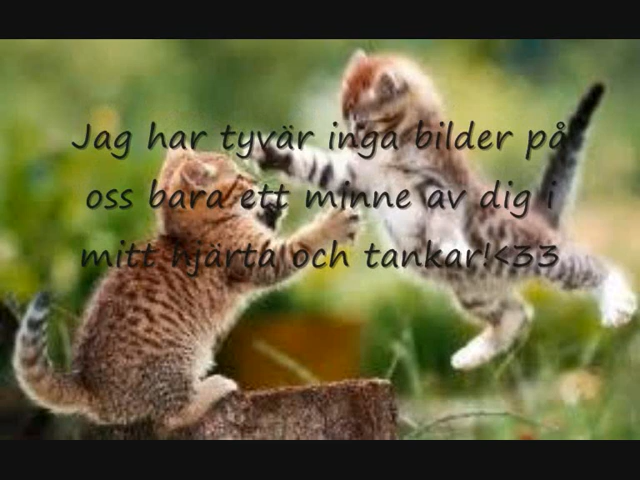 Jag har tyvär inga bilder på
oss bara ett minne av dig i
mitt hjärta och tankar!<33